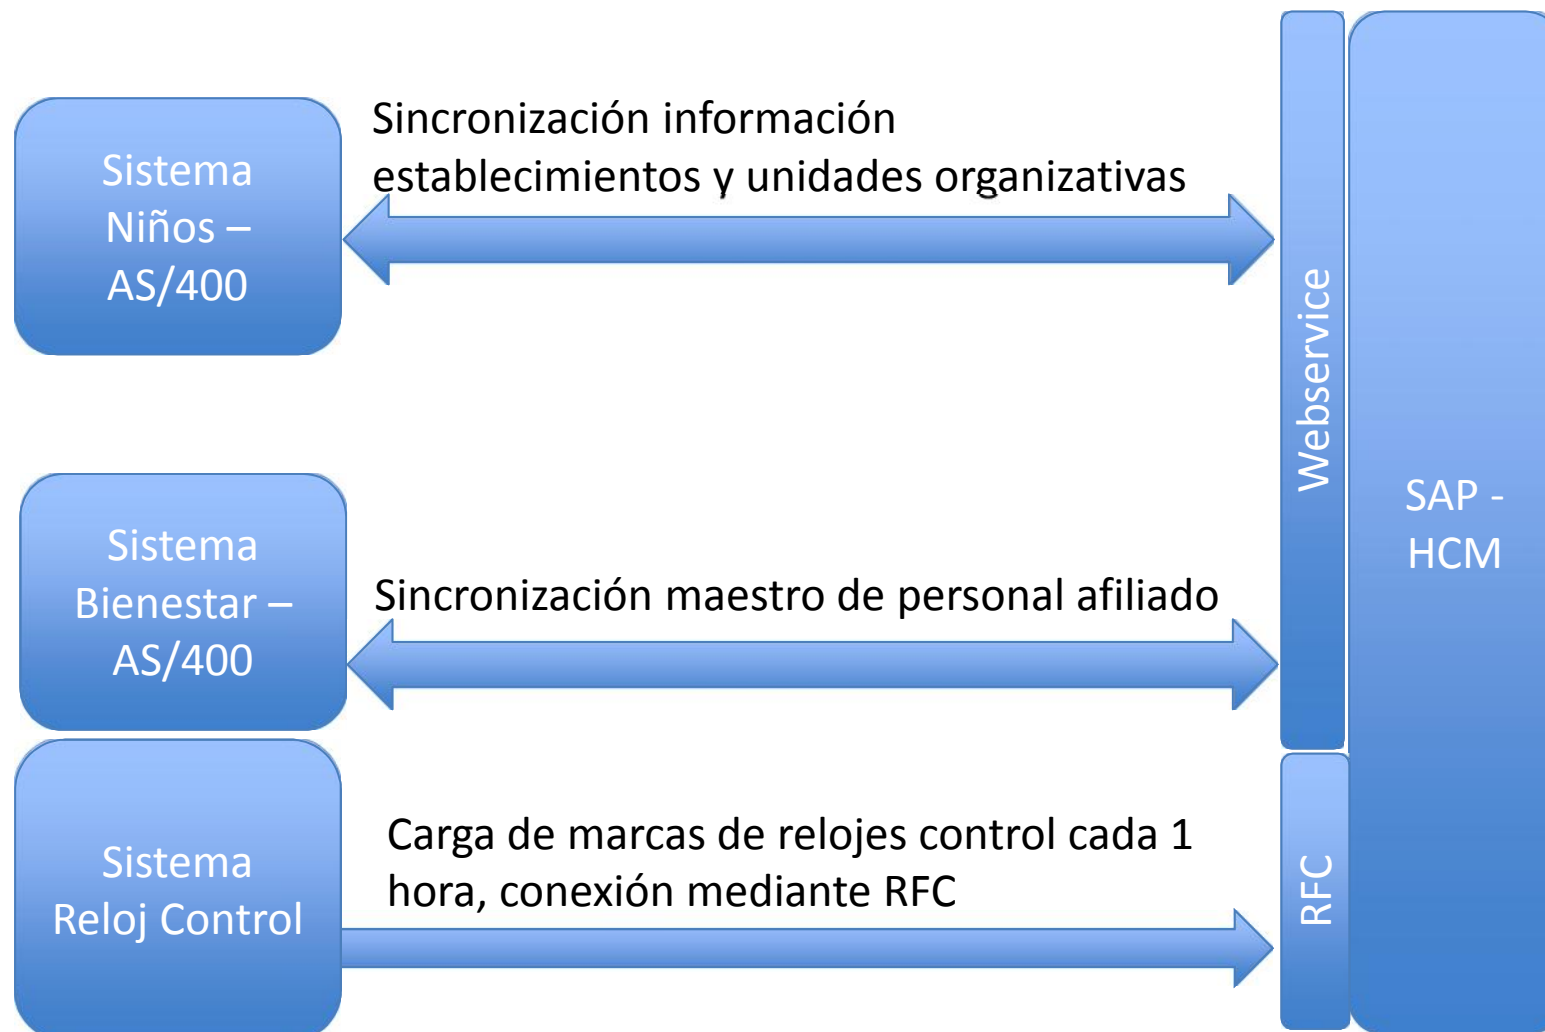 Sistema
Niños –
AS/400
Sincronización información
establecimientos y unidades organizativas
Webservice
SAP -
HCM
Sistema
Bienestar –
AS/400
Sincronización maestro de personal afiliado
Sistema
Reloj Control
Carga de marcas de relojes control cada 1
hora, conexión mediante RFC
RFC